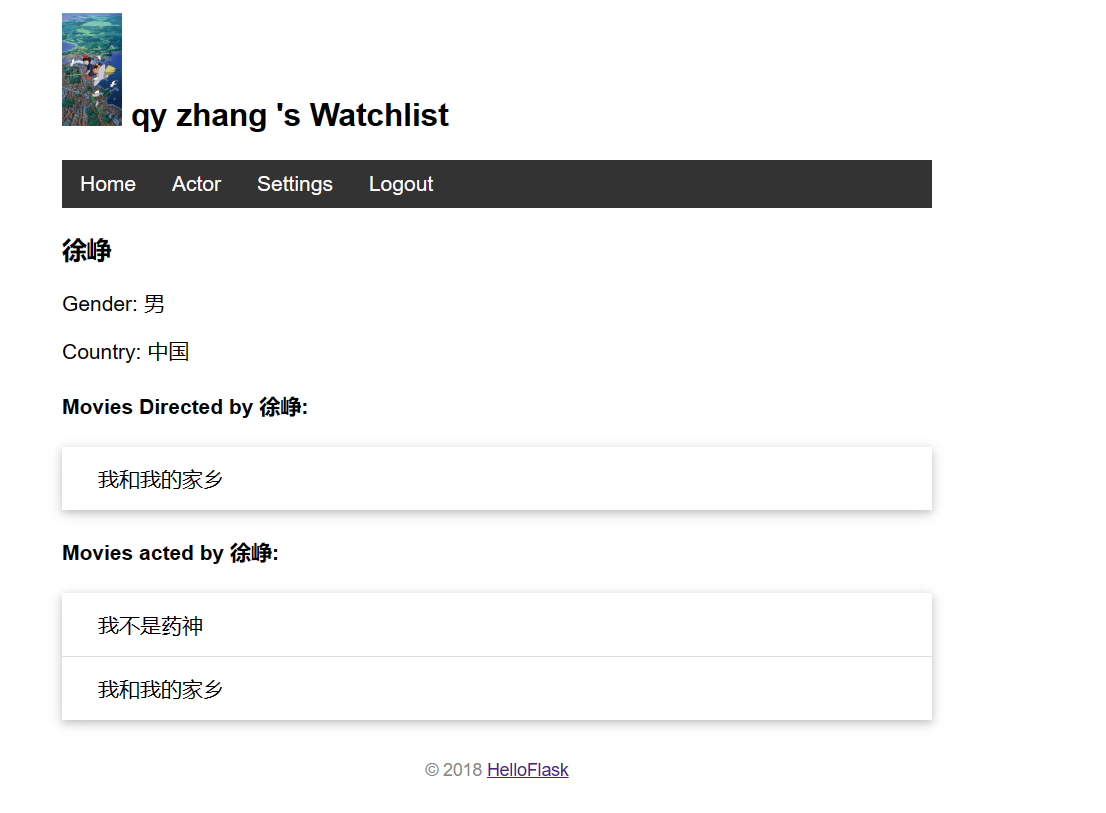 qy zhang 's Watchlist
Home Actor Settings Logout
徐峥
Gender: 男
Country: 中国
Movies Directed by 徐峥:
我和我的家乡
Movies acted by 徐峥:
我不是药神
我和我的家乡
© 2018 HelloFlask